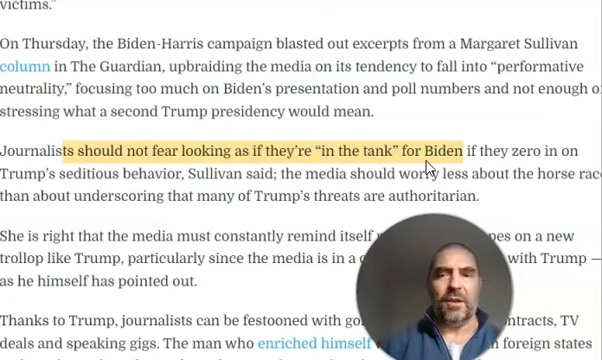 victims.”
On Thursday, the Biden-Harris campaign blasted out excerpts from a Margaret Sullivan
column in The Guardian, upbraiding the media on its tendency to fall into “performative
neutrality,” focusing too much on Biden’s presentation and poll numbers and not enough
stressing what a second Trump presidency would mean.
Journalists should not fear looking as if they’re “in the tank” for Biden if they zero in on
Trump’s seditious behavior, Sullivan said; the media should worry less about the horse
than about underscoring that many of Trump’s threats are authoritarian.
She is right that the media must constantly remind itself on a new
trollop like Trump, particularly since the media is in a with Trump —
as he himself has pointed out.
Thanks to Trump, journalists can be festooned with TV
deals and speaking gigs. The man who enriched himself foreign states